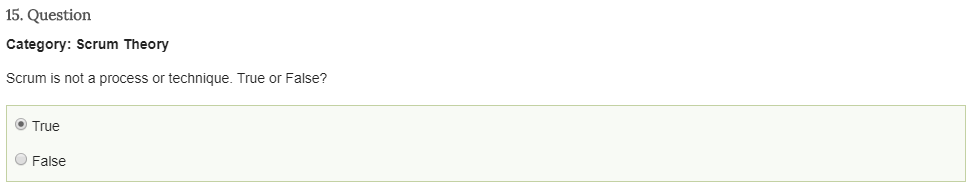 15. Question
Category: Scrum Theory
Scrum is not a process or technique. True or False?
True
False